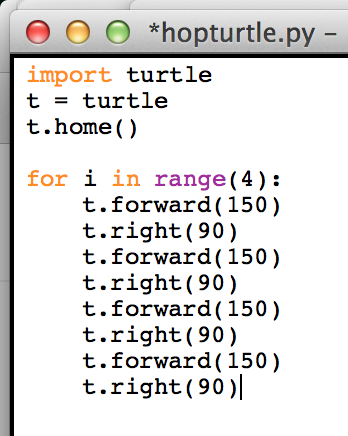 *hopturtle.py –
import turtle
t = turtle
t.home()
for i in range(4):
    t.forward(150)
    t.right(90)
    t.forward(150)
    t.right(90)
    t.forward(150)
    t.right(90)
    t.forward(150)
    t.right(90)